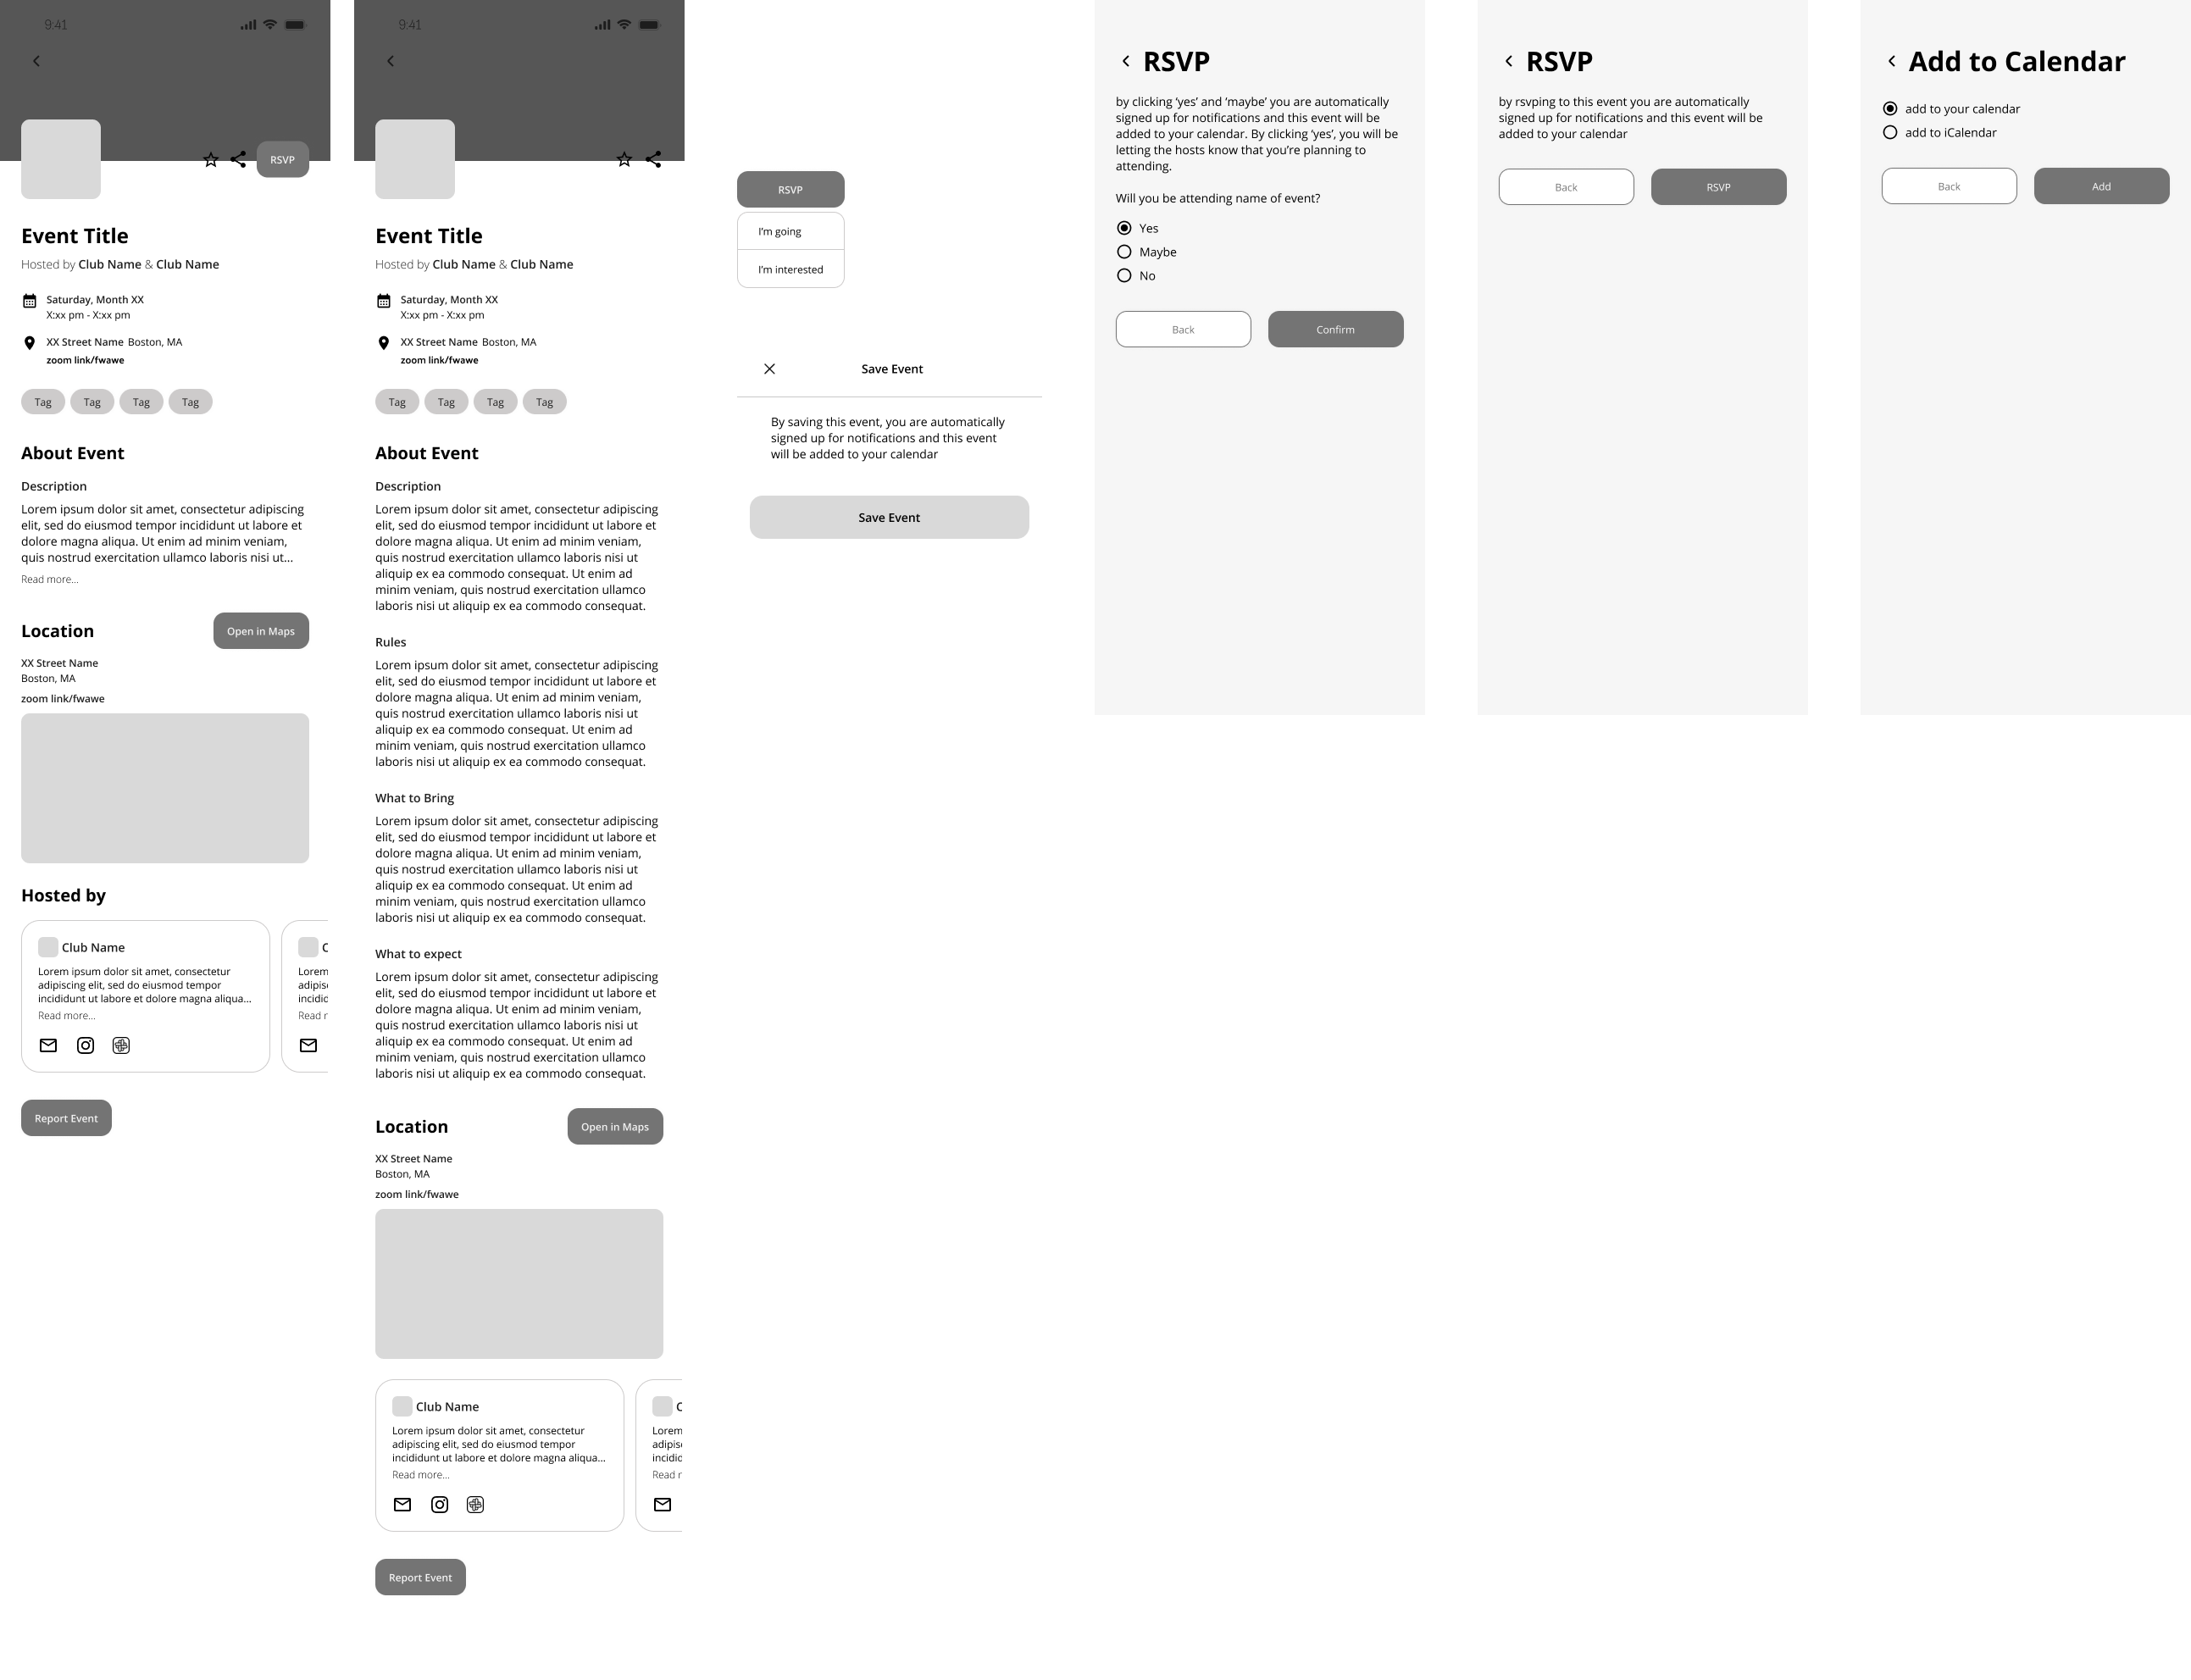 9:41
RSVP
Event Title
Hosted by Club Name & Club Name
Saturday, Month XX
X:xx pm - X:xx pm
XX Street Name Boston, MA
zoom link/fwawe
Tag Tag Tag Tag
About Event
Description
Lorem ipsum dolor sit amet, consectetur adipiscing
elit, sed do eiusmod tempor incididunt ut labore et
dolore magna aliqua. Ut enim ad minim veniam,
quis nostrud exercitation ullamco laboris nisi ut...
Read more...
Location
Open in Maps
XX Street Name
Boston, MA
zoom link/fwawe
Hosted by
Club Name
Lorem ipsum dolor sit amet, consectetur
adipiscing elit, sed do eiusmod tempor
incididunt ut labore et dolore magna aliqua...
Read more...
C
Lorem
adipis
incidid
Read r
Report Event
9:41
Event Title
Hosted by Club Name & Club Name
Saturday, Month XX
X:xx pm - X:xx pm
XX Street Name Boston, MA
zoom link/fwawe
Tag Tag Tag Tag
About Event
Description
Lorem ipsum dolor sit amet, consectetur adipiscing
elit, sed do eiusmod tempor incididunt ut labore et
dolore magna aliqua. Ut enim ad minim veniam,
quis nostrud exercitation ullamco laboris nisi ut
aliquip ex ea commodo consequat. Ut enim ad
minim veniam, quis nostrud exercitation ullamco
laboris nisi ut aliquip ex ea commodo consequat.
Rules
Lorem ipsum dolor sit amet, consectetur adipiscing
elit, sed do eiusmod tempor incididunt ut labore et
dolore magna aliqua. Ut enim ad minim veniam,
quis nostrud exercitation ullamco laboris nisi ut
aliquip ex ea commodo consequat. Ut enim ad
minim veniam, quis nostrud exercitation ullamco
laboris nisi ut aliquip ex ea commodo consequat.
What to Bring
Lorem ipsum dolor sit amet, consectetur adipiscing
elit, sed do eiusmod tempor incididunt ut labore et
dolore magna aliqua. Ut enim ad minim veniam,
quis nostrud exercitation ullamco laboris nisi ut
aliquip ex ea commodo consequat. Ut enim ad
minim veniam, quis nostrud exercitation ullamco
laboris nisi ut aliquip ex ea commodo consequat.
What to expect
Lorem ipsum dolor sit amet, consectetur adipiscing
elit, sed do eiusmod tempor incididunt ut labore et
dolore magna aliqua. Ut enim ad minim veniam,
quis nostrud exercitation ullamco laboris nisi ut
aliquip ex ea commodo consequat. Ut enim ad
minim veniam, quis nostrud exercitation ullamco
laboris nisi ut aliquip ex ea commodo consequat.
Location
Open in Maps
XX Street Name
Boston, MA
zoom link/fwawe
Club Name
Lorem ipsum dolor sit amet, consectetur
adipiscing elit, sed do eiusmod tempor
incididunt ut labore et dolore magna aliqua...
Read more...
C
Lorem
adipis
incidid
Read r
Report Event
RSVP
I'm going
I'm interested
Save Event
By saving this event, you are automatically
signed up for notifications and this event
will be added to your calendar
Save Event
RSVP
by clicking ‘yes’ and ‘maybe’ you are automatically
signed up for notifications and this event will be
added to your calendar. By clicking ‘yes’, you will be
letting the hosts know that you’re planning to
attending.
Will you be attending name of event?
Yes
Maybe
No
Back
Confirm
RSVP
by rsvping to this event you are automatically
signed up for notifications and this event will be
added to your calendar
Back
RSVP
Add to Calendar
add to your calendar
add to iCalendar
Back
Add